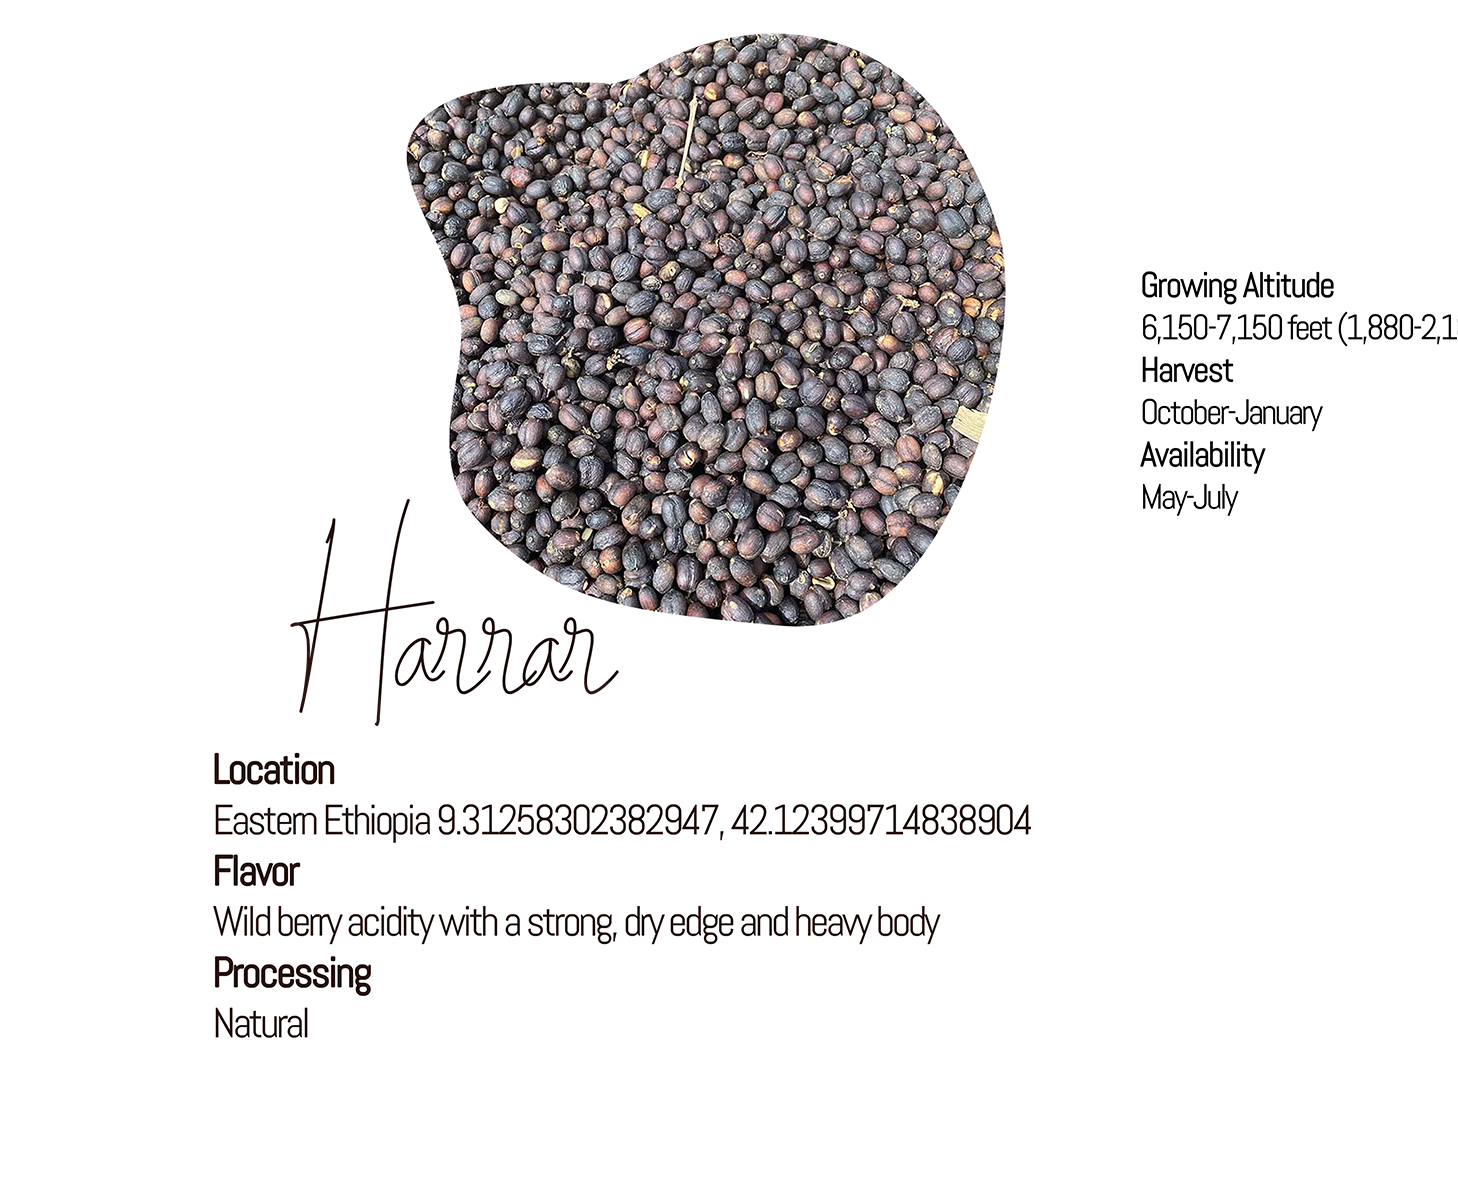 Harrar
Location
Eastern Ethiopia 9.31258302382947, 42.12399714838904
Flavor
Wild berry acidity with a strong, dry edge and heavy body
Processing
Natural
Growing Altitude
6,150-7,150 feet (1,880-2,1
Harvest
October-January
Availability
May-July